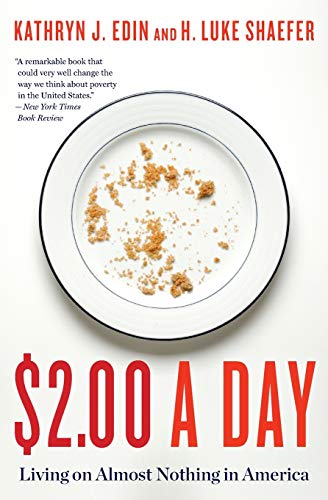 KATHRYN J. EDIN AND H. LUKE SHAEFER
"A remarkable book that
could very well change the
way we think about poverty
in the United States."
—New York Times
Book Review
$2.00 A DAY
Living on Almost Nothing in America